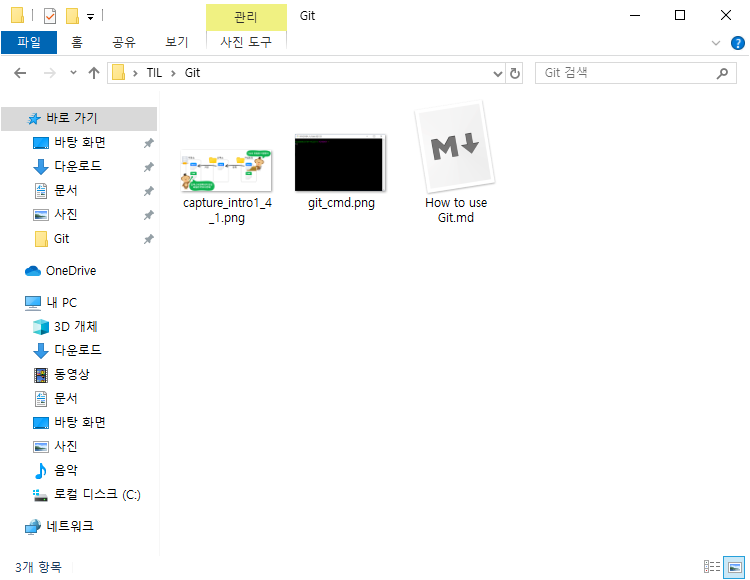 관리
Git
파일
홈
공유
보기
사진 도구
TIL
Git
Git 검색
바로 가기
바탕 화면
다운로드
문서
사진
Git
OneDrive
내 PC
3D 개체
다운로드
동영상
문서
바탕 화면
사진
음악
로컬 디스크 (C:)
네트워크
capture_intro1_4
_1.png
git_cmd.png
M
How to use
Git.md
3개 항목